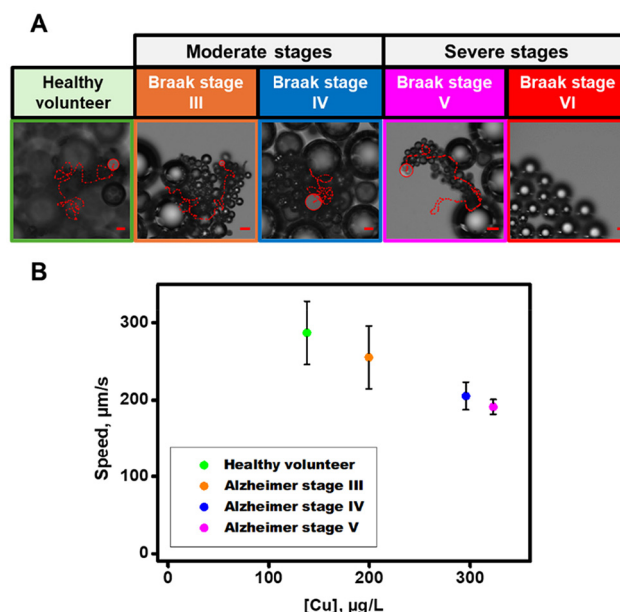 A
Moderate stages
Severe stages
Healthy
volunteer
Braak stage
III
Braak stage
IV
Braak stage
V
Braak stage
VI
B
300
200
100
0
Speed, µm/s
Healthy volunteer
Alzheimer stage III
Alzheimer stage IV
Alzheimer stage V
0
100
200
300
[Cu], µg/L